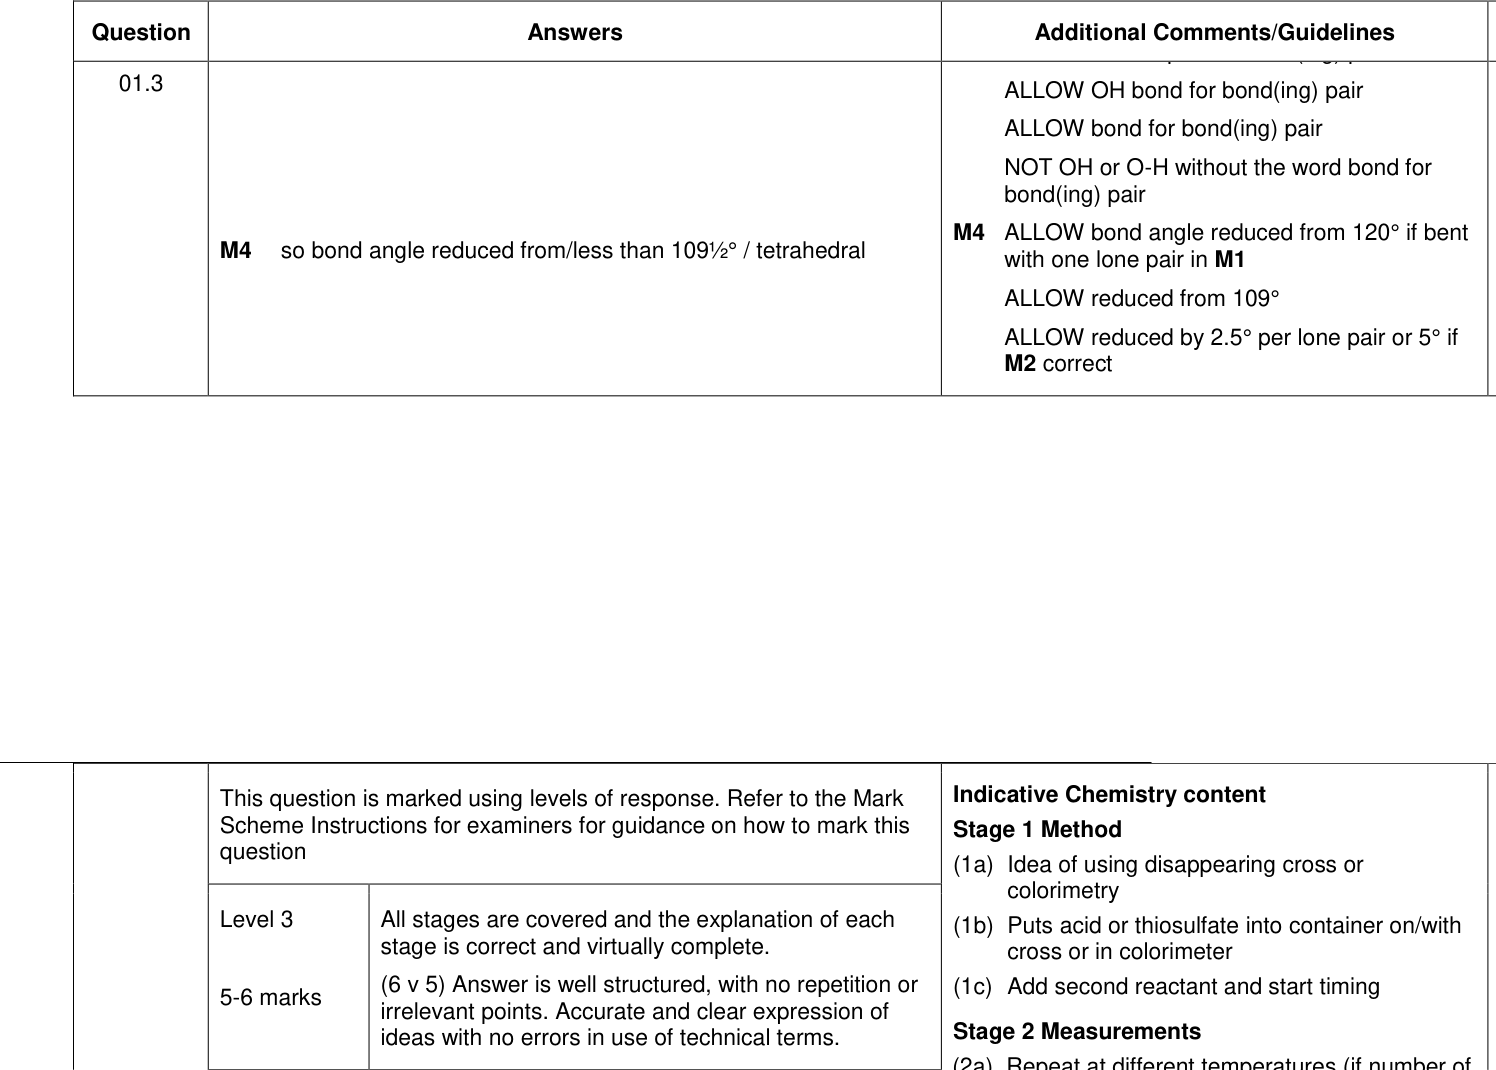 Question
Answers
Additional Comments/Guidelines
01.3
ALLOW OH bond for bond(ing) pair
ALLOW bond for bond(ing) pair
NOT OH or O-H without the word bond for
bond(ing) pair
M4 so bond angle reduced from/less than 109½° / tetrahedral
M4 ALLOW bond angle reduced from 120° if bent
with one lone pair in M1
ALLOW reduced from 109°
ALLOW reduced by 2.5° per lone pair or 5° if
M2 correct
This question is marked using levels of response. Refer to the Mark
Scheme Instructions for examiners for guidance on how to mark this
question
Level 3
5-6 marks
All stages are covered and the explanation of each
stage is correct and virtually complete.
(6 v 5) Answer is well structured, with no repetition or
irrelevant points. Accurate and clear expression of
ideas with no errors in use of technical terms.
Indicative Chemistry content
Stage 1 Method
(1a) Idea of using disappearing cross or
colorimetry
(1b) Puts acid or thiosulfate into container on/with
cross or in colorimeter
(1c) Add second reactant and start timing
Stage 2 Measurements
(2a) Repeat at different temperatures (if number of